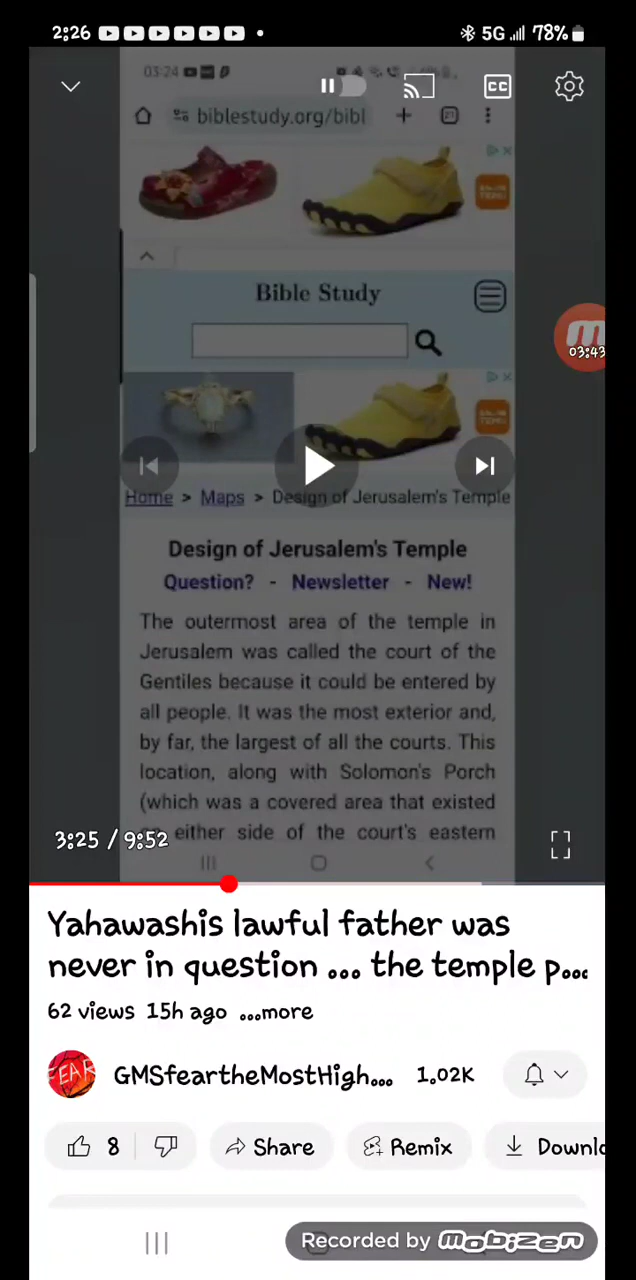 2:26
5G 78%
03:24
CC
biblestudy.org/bibl
Bible Study
03:43
Home > Maps > Design of Jerusalem's Temple
Design of Jerusalem's Temple
Question? - Newsletter - New!
The outermost area of the temple in
Jerusalem was called the court of the
Gentiles because it could be entered by
all people. It was the most exterior and,
by far, the largest of all the courts. This
location, along with Solomon's Porch
(which was a covered area that existed
either side of the court's eastern
3:25 / 9:52
Yahawashis lawful father was
never in question ... the temple p...
62 views 15h ago ...more
FEAR
GMSfeartheMostHigh... 1.02K
8 Share Remix Downlo
Recorded by mobizen